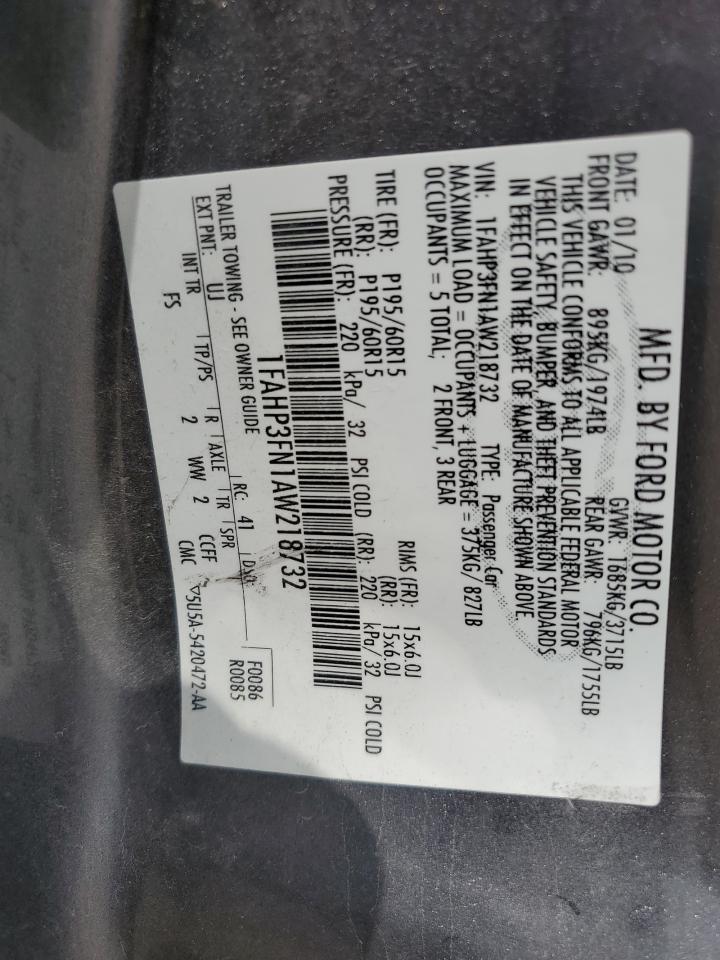 MFD. BY FORD MOTOR CO.
DATE: 01/10 GVWR: 1685KG/3715LB
FRONT GAWR: 895KG/1974LB REAR GAWR: 796KG/1755LB
THIS VEHICLE CONFORMS TO ALL APPLICABLE FEDERAL MOTOR
VEHICLE SAFETY, BUMPER, AND THEFT PREVENTION STANDARDS
IN EFFECT ON THE DATE OF MANUFACTURE SHOWN ABOVE.
VIN: 1FAHP3FN1AW218732 TYPE: Passenger Car
MAXIMUM LOAD = OCCUPANTS + LUGGAGE = 375KG/ 827LB
OCCUPANTS = 5 TOTAL; 2 FRONT, 3 REAR
TIRE (FR): P195/60R15 RIMS (FR): 15x6.0J
(RR): P195/60R15 (RR): 15x6.0J
PRESSURE (FR): 220 kPa/ 32 PSI COLD (RR): 220 kPa/ 32 PSI COLD
1FAHP3FN1AW218732
TRAILER TOWING - SEE OWNER GUIDE
EXT PNT: UJ RC: 41 DSO: F0086
R0085
INT TR TP/PS R AXLE TR SPR
FS 2 WW 2 CCFF
CMC ▽5U5A-5420472-AA